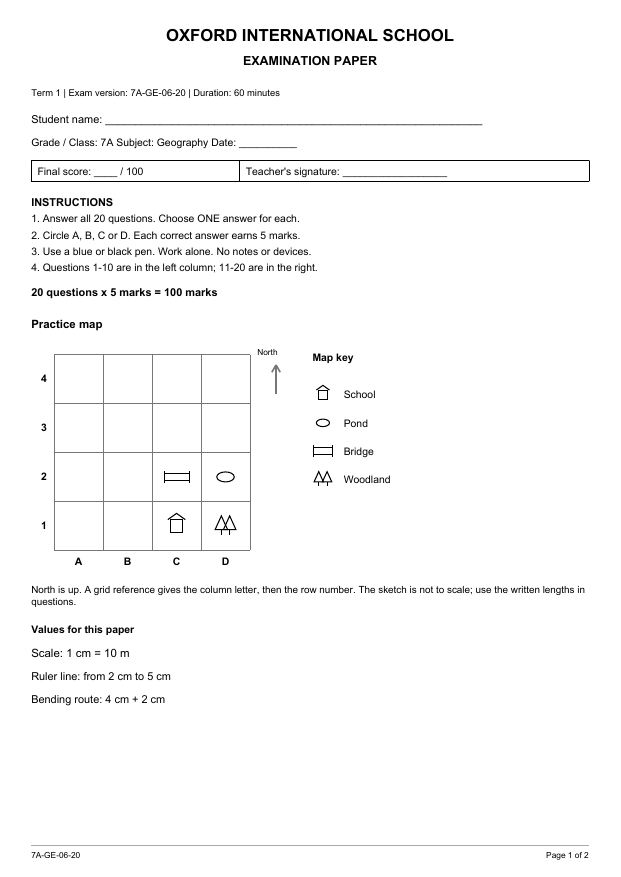 OXFORD INTERNATIONAL SCHOOL
EXAMINATION PAPER
Term 1 | Exam version: 7A-GE-06-20 | Duration: 60 minutes
Student name: _______________________________________________________________
Grade / Class: 7A Subject: Geography Date: __________
Final score: ____ / 100
Teacher's signature: __________________
INSTRUCTIONS
1. Answer all 20 questions. Choose ONE answer for each.
2. Circle A, B, C or D. Each correct answer earns 5 marks.
3. Use a blue or black pen. Work alone. No notes or devices.
4. Questions 1-10 are in the left column; 11-20 are in the right.
20 questions x 5 marks = 100 marks
Practice map
North
4
3
2
1
A B C D
Map key
School
Pond
Bridge
Woodland
North is up. A grid reference gives the column letter, then the row number. The sketch is not to scale; use the written lengths in
questions.
Values for this paper
Scale: 1 cm = 10 m
Ruler line: from 2 cm to 5 cm
Bending route: 4 cm + 2 cm
7A-GE-06-20
Page 1 of 2